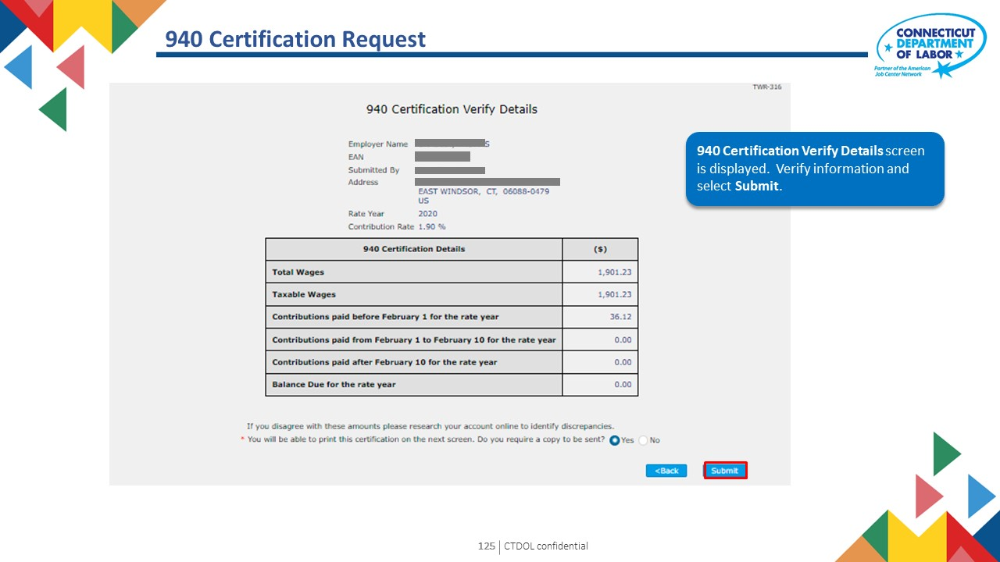 940 Certification Request
CONNECTICUT
DEPARTMENT
OF LABOR
Partner of the American
Job Center Network
TWR-316
940 Certification Verify Details
Employer Name S
EAN
Submitted By
Address
EAST WINDSOR, CT, 06088-0479
US
Rate Year 2020
Contribution Rate 1.90 %
940 Certification Verify Details screen
is displayed. Verify information and
select Submit.
940 Certification Details ($)
Total Wages 1,901.23
Taxable Wages 1,901.23
Contributions paid before February 1 for the rate year 36.12
Contributions paid from February 1 to February 10 for the rate year 0.00
Contributions paid after February 10 for the rate year 0.00
Balance Due for the rate year 0.00
If you disagree with these amounts please research your account online to identify discrepancies.
* You will be able to print this certification on the next screen. Do you require a copy to be sent? Yes No
<Back Submit
125 CTDOL confidential